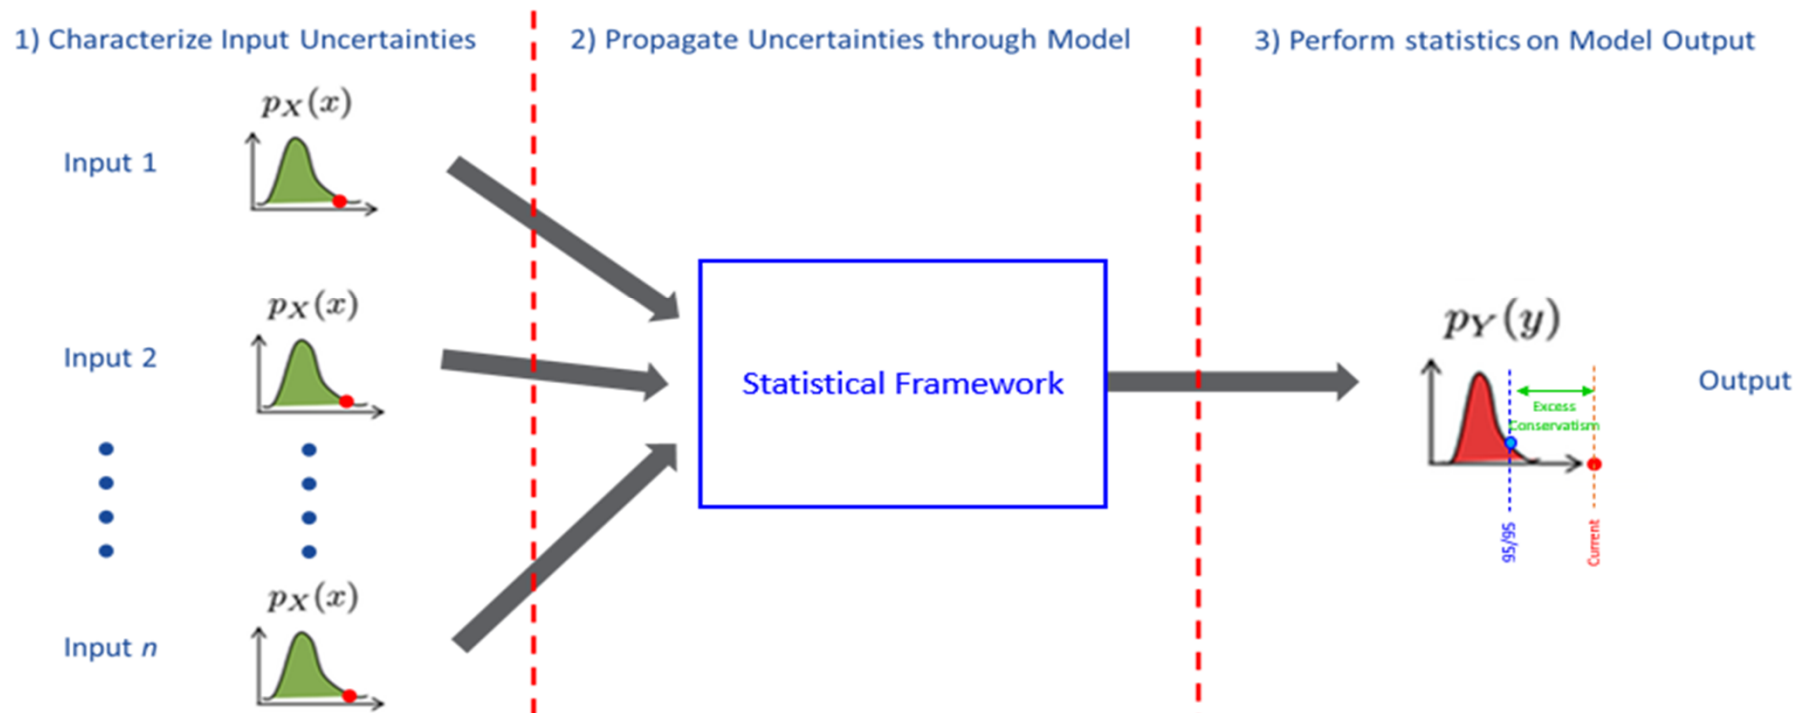 1) Characterize Input Uncertainties
2) Propagate Uncertainties through Model
3) Perform statistics on Model Output
pX(x)
Input 1
pX(x)
Input 2
pX(x)
Input n
Statistical Framework
pY(y)
Output
Excess
Conservatism
95/95
Current